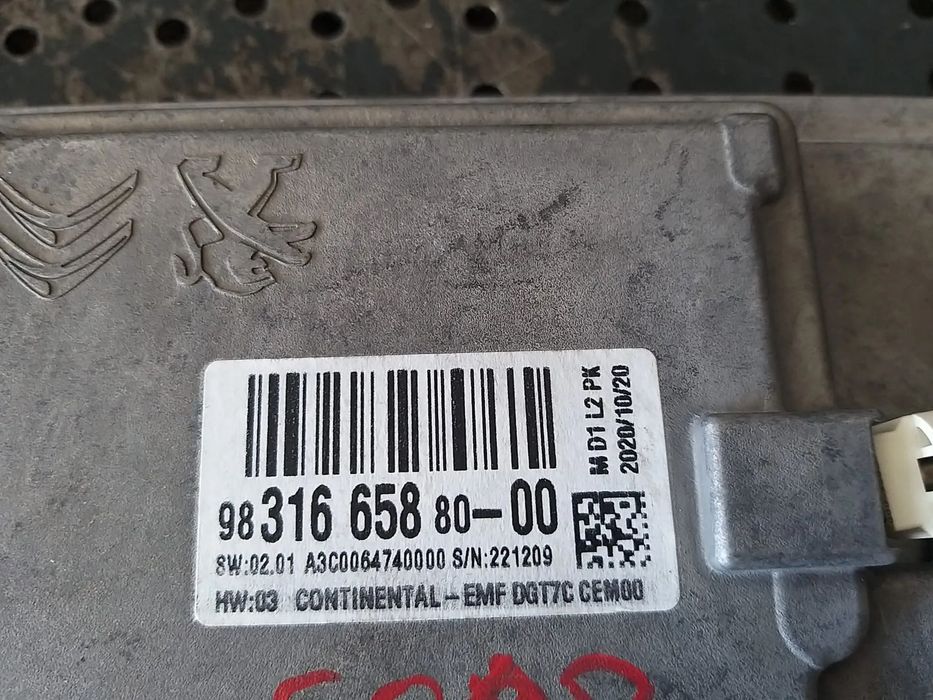 98 316 658 80-00
SW:02.01 A3C0064740000 S/N:221209
HW:03 CONTINENTAL-EMF DGT7C CEM00
M D1 L2 PK
2020/10/20